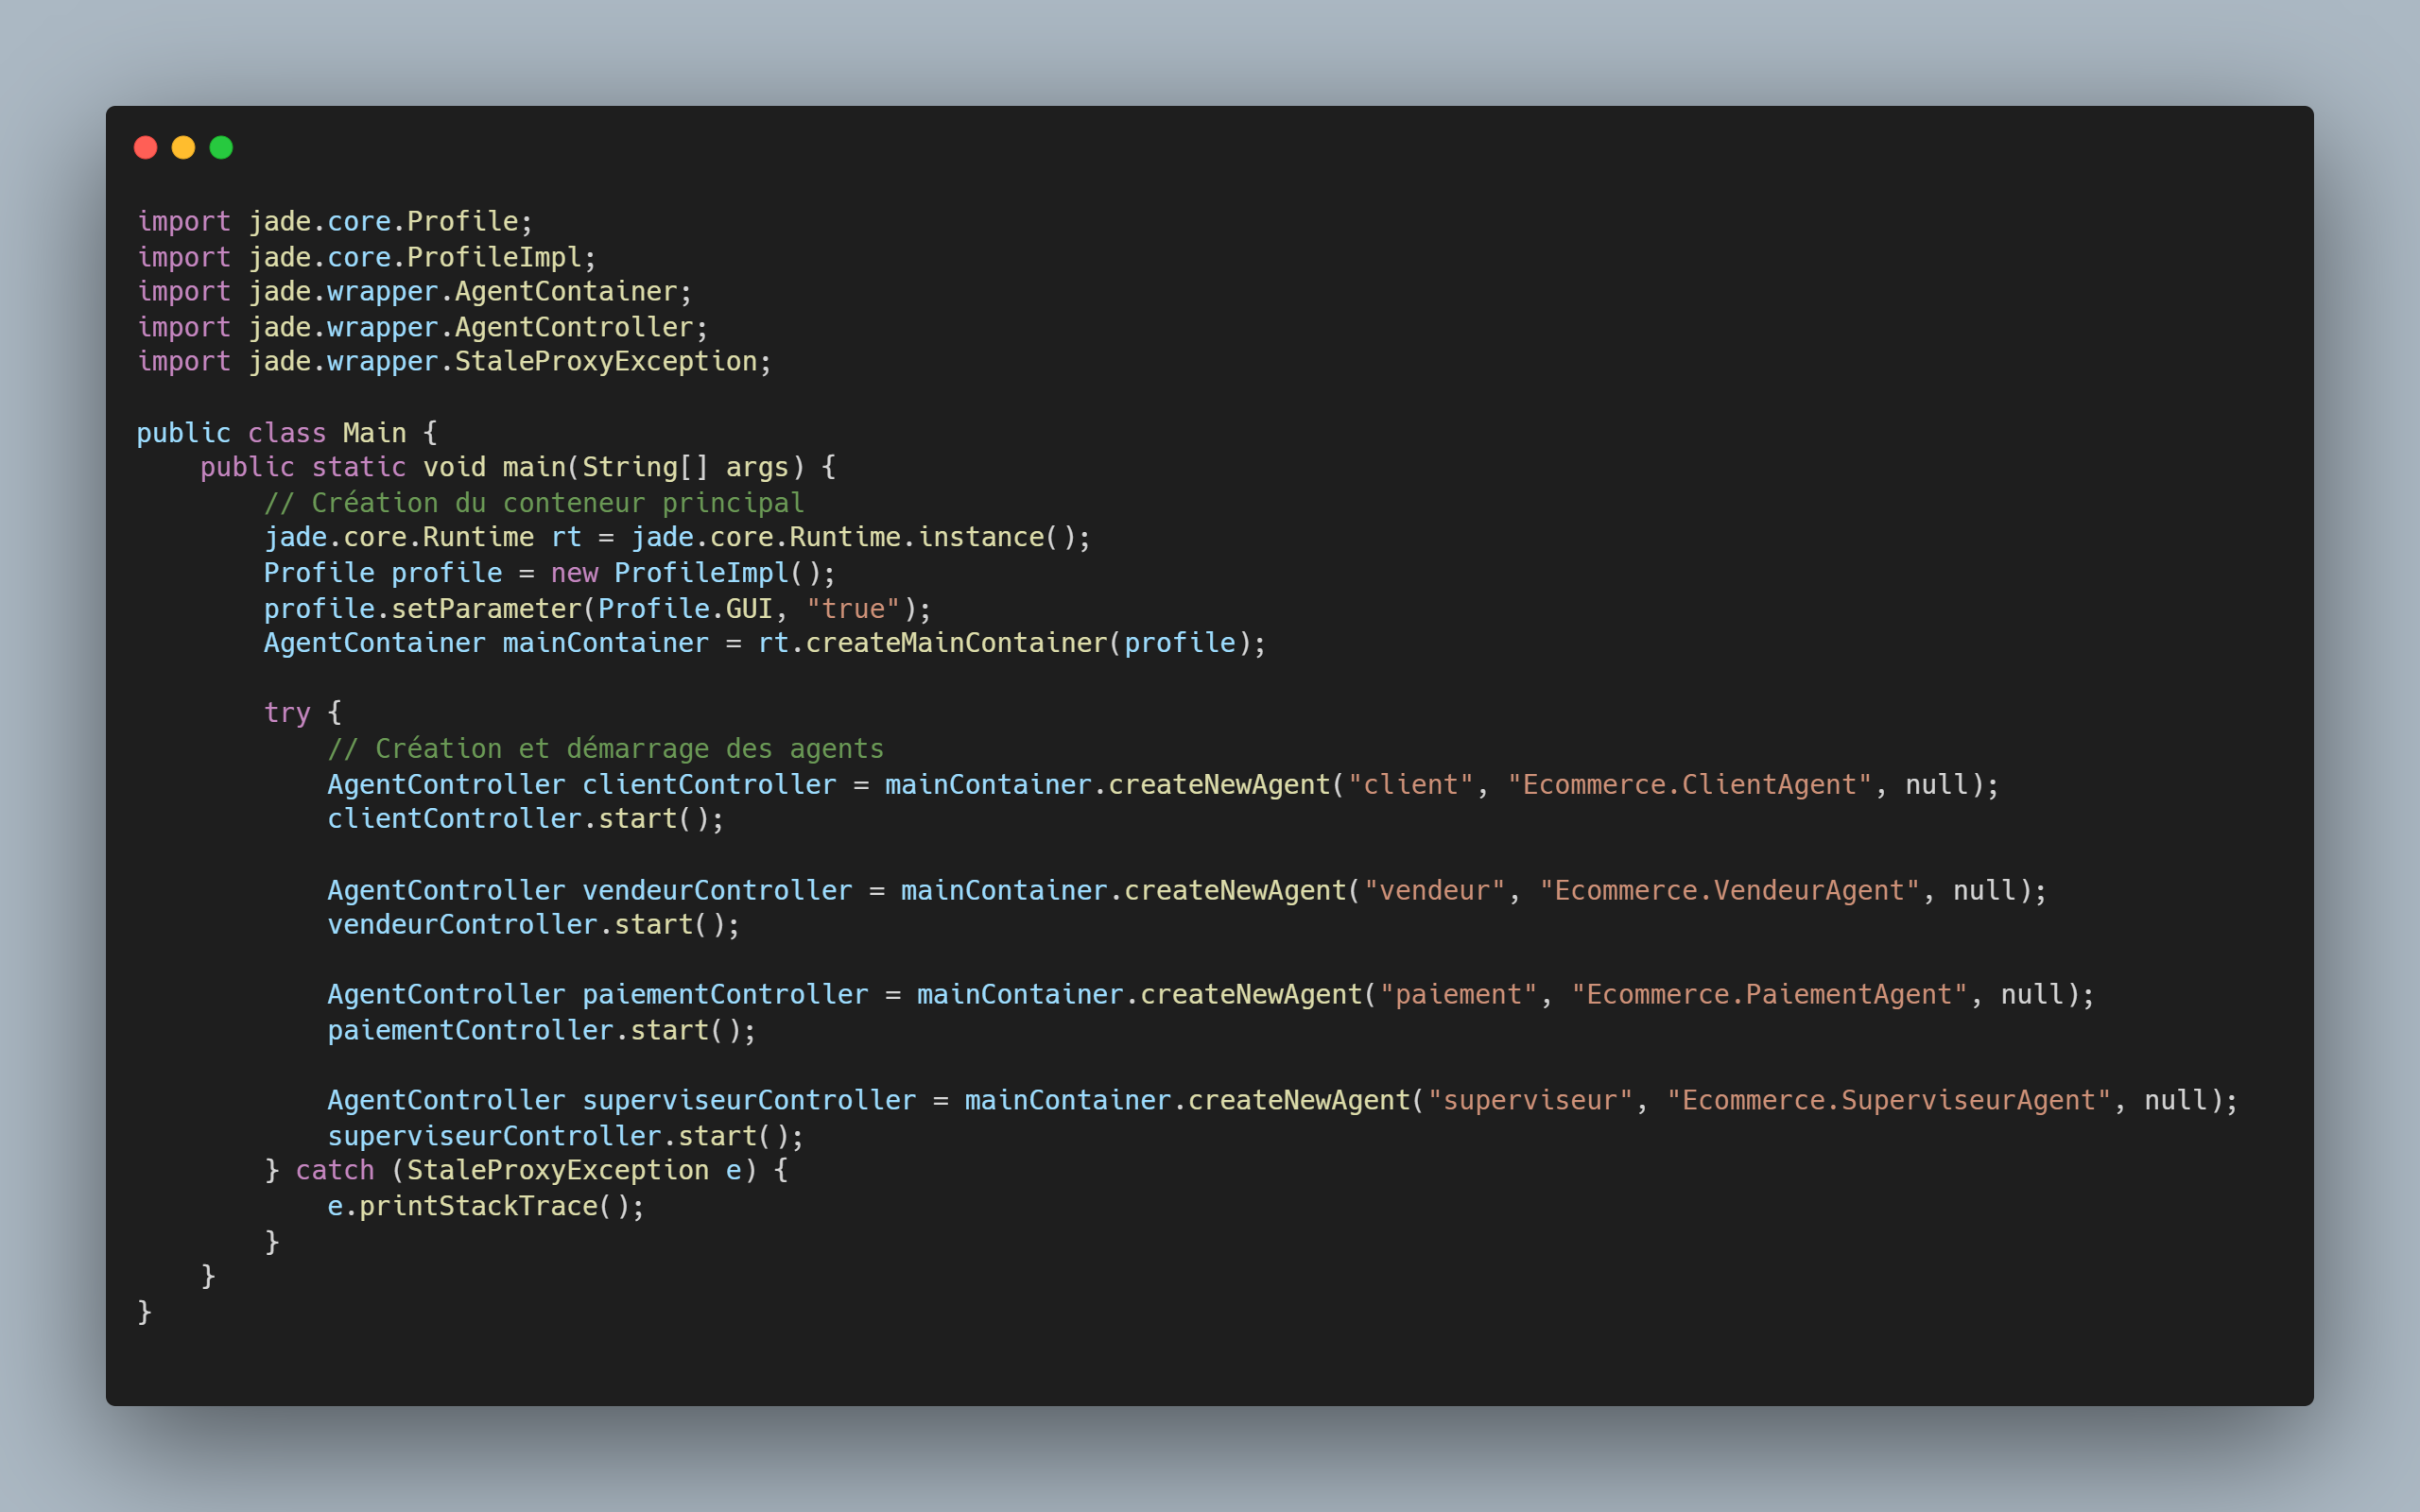 import jade.core.Profile;
import jade.core.ProfileImpl;
import jade.wrapper.AgentContainer;
import jade.wrapper.AgentController;
import jade.wrapper.StaleProxyException;

public class Main {
    public static void main(String[] args) {
        // Création du conteneur principal
        jade.core.Runtime rt = jade.core.Runtime.instance();
        Profile profile = new ProfileImpl();
        profile.setParameter(Profile.GUI, "true");
        AgentContainer mainContainer = rt.createMainContainer(profile);

        try {
            // Création et démarrage des agents
            AgentController clientController = mainContainer.createNewAgent("client", "Ecommerce.ClientAgent", null);
            clientController.start();

            AgentController vendeurController = mainContainer.createNewAgent("vendeur", "Ecommerce.VendeurAgent", null);
            vendeurController.start();

            AgentController paiementController = mainContainer.createNewAgent("paiement", "Ecommerce.PaiementAgent", null);
            paiementController.start();

            AgentController superviseurController = mainContainer.createNewAgent("superviseur", "Ecommerce.SuperviseurAgent", null);
            superviseurController.start();
        } catch (StaleProxyException e) {
            e.printStackTrace();
        }
    }
}